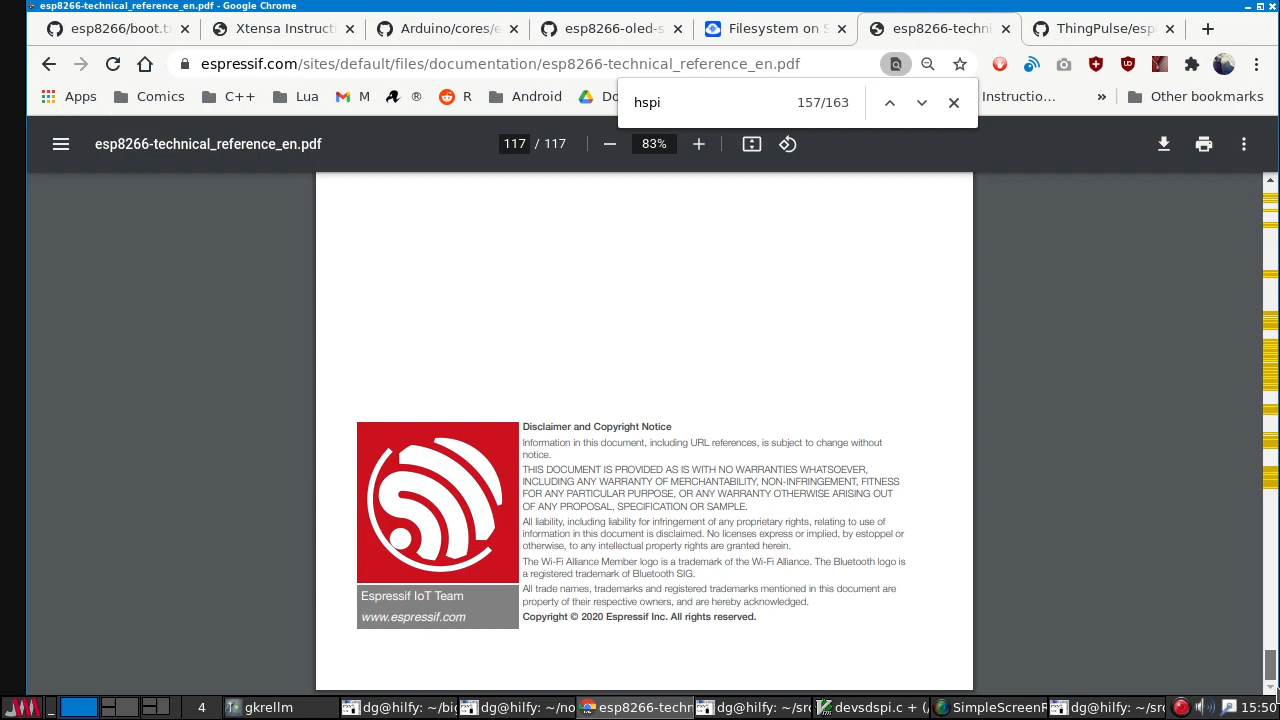 esp8266-technical_reference_en.pdf - Google Chrome
esp8266/boot.tx
Xtensa Instructi
Arduino/cores/e
esp8266-oled-s
Filesystem on S
esp8266-techni
ThingPulse/esp
espressif.com/sites/default/files/documentation/esp8266-technical_reference_en.pdf
Apps Comics C++ Lua M ® R Android Do Instructio... » Other bookmarks
hspi 157/163
esp8266-technical_reference_en.pdf
117 / 117
83%
Disclaimer and Copyright Notice
Information in this document, including URL references, is subject to change without
notice.
THIS DOCUMENT IS PROVIDED AS IS WITH NO WARRANTIES WHATSOEVER,
INCLUDING ANY WARRANTY OF MERCHANTABILITY, NON-INFRINGEMENT, FITNESS
FOR ANY PARTICULAR PURPOSE, OR ANY WARRANTY OTHERWISE ARISING OUT
OF ANY PROPOSAL, SPECIFICATION OR SAMPLE.
All liability, including liability for infringement of any proprietary rights, relating to use of
information in this document is disclaimed. No licenses express or implied, by estoppel or
otherwise, to any intellectual property rights are granted herein.
The Wi-Fi Alliance Member logo is a trademark of the Wi-Fi Alliance. The Bluetooth logo is
a registered trademark of Bluetooth SIG.
All trade names, trademarks and registered trademarks mentioned in this document are
property of their respective owners, and are hereby acknowledged.
Copyright © 2020 Espressif Inc. All rights reserved.
Espressif IoT Team
www.espressif.com
4
gkrellm
dg@hilfy: ~/bi
dg@hilfy: ~/no
esp8266-techn
dg@hilfy: ~/src
devsdspi.c + (
SimpleScreenR
dg@hilfy: ~/src
15:50